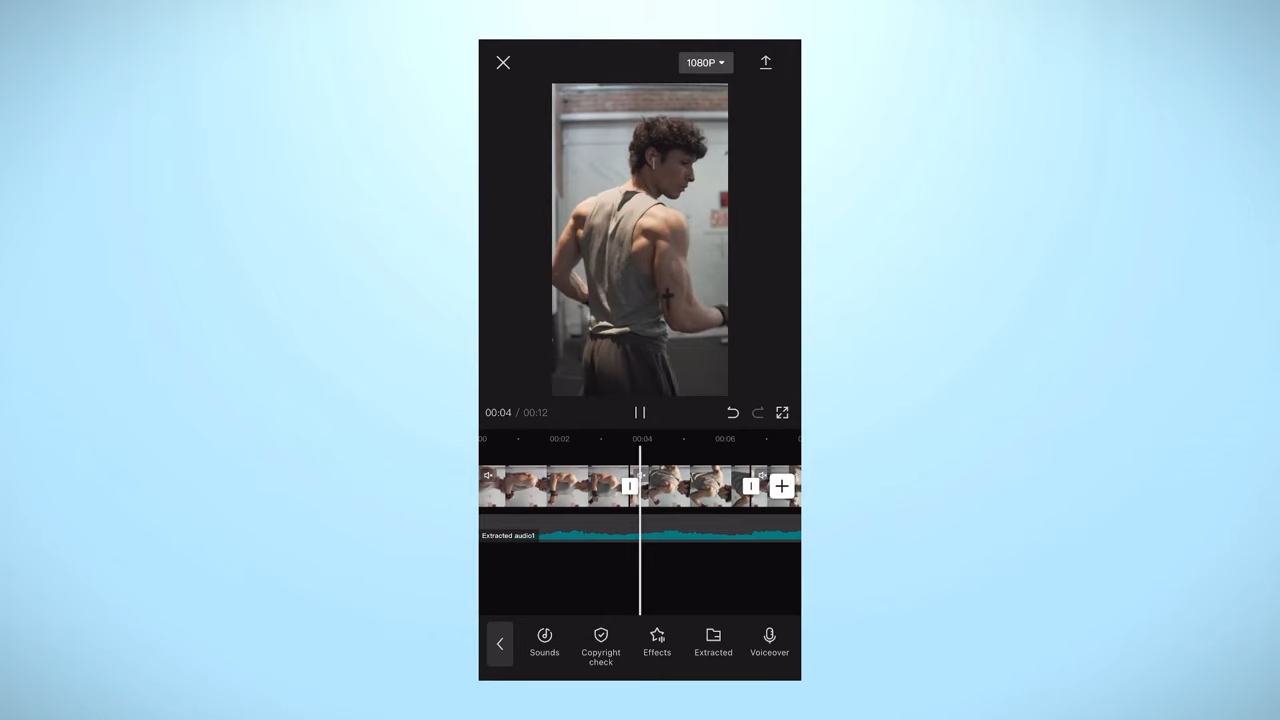 1080P
00:04 / 00:12
00 00:02 00:04 00:06
Extracted audio1
Sounds Copyright check Effects Extracted Voiceover